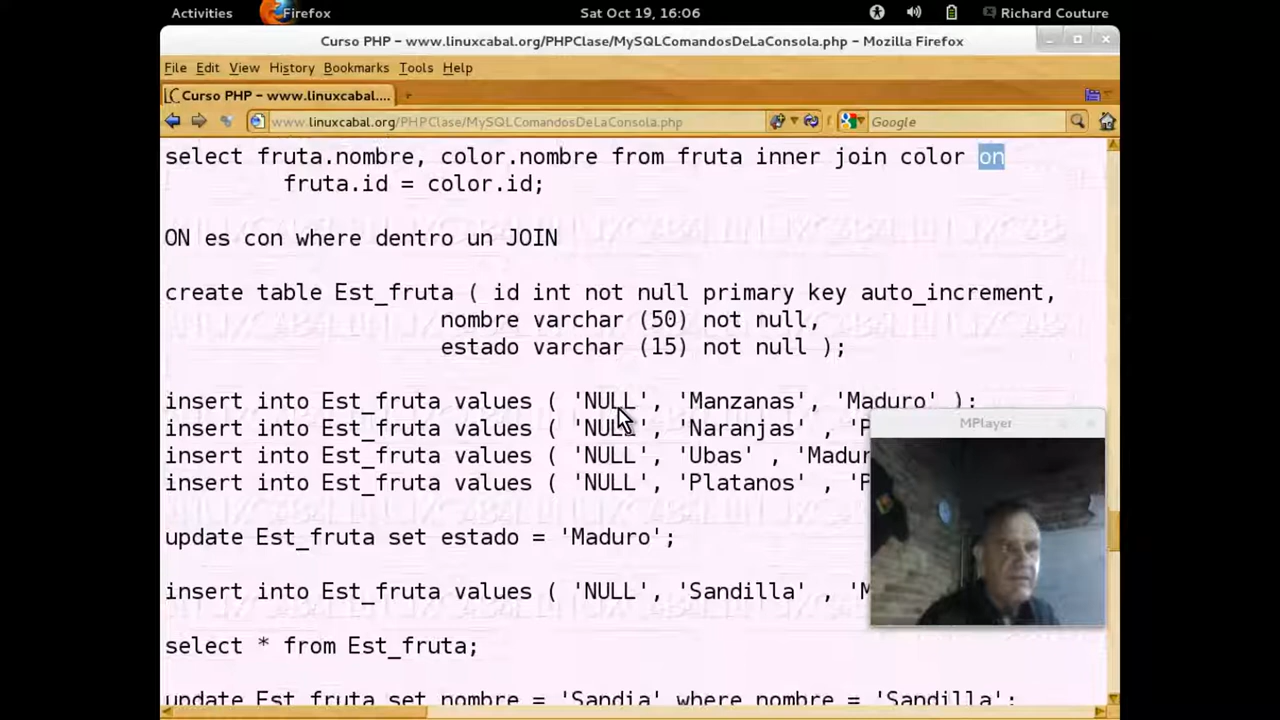 Activities Firefox Sat Oct 19, 16:06 Richard Couture
Curso PHP - www.linuxcabal.org/PHPClase/MySQLComandosDeLaConsola.php - Mozilla Firefox
File Edit View History Bookmarks Tools Help
Curso PHP - www.linuxcabal....
www.linuxcabal.org/PHPClase/MySQLComandosDeLaConsola.php Google
select fruta.nombre, color.nombre from fruta inner join color on
fruta.id = color.id;
ON es con where dentro un JOIN
create table Est_fruta ( id int not null primary key auto_increment,
nombre varchar (50) not null,
estado varchar (15) not null );
insert into Est_fruta values ( 'NULL', 'Manzanas', 'Maduro' );
insert into Est_fruta values ( 'NULL', 'Naranjas' , 'P
insert into Est_fruta values ( 'NULL', 'Ubas' , 'Madur
insert into Est_fruta values ( 'NULL', 'Platanos' , 'P
MPlayer
update Est_fruta set estado = 'Maduro';
insert into Est_fruta values ( 'NULL', 'Sandilla' , 'M
select * from Est_fruta;
update Est_fruta set nombre = 'Sandia' where nombre = 'Sandilla';